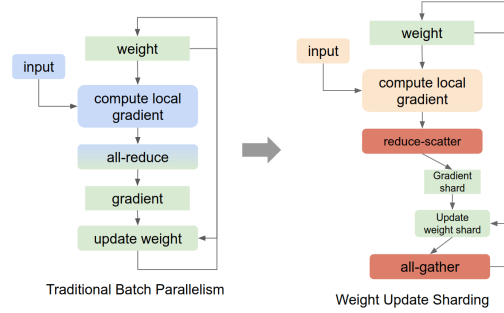 weight
input
compute local
gradient
all-reduce
gradient
update weight
Traditional Batch Parallelism
weight
input
compute local
gradient
reduce-scatter
Gradient
shard
Update
weight shard
all-gather
Weight Update Sharding